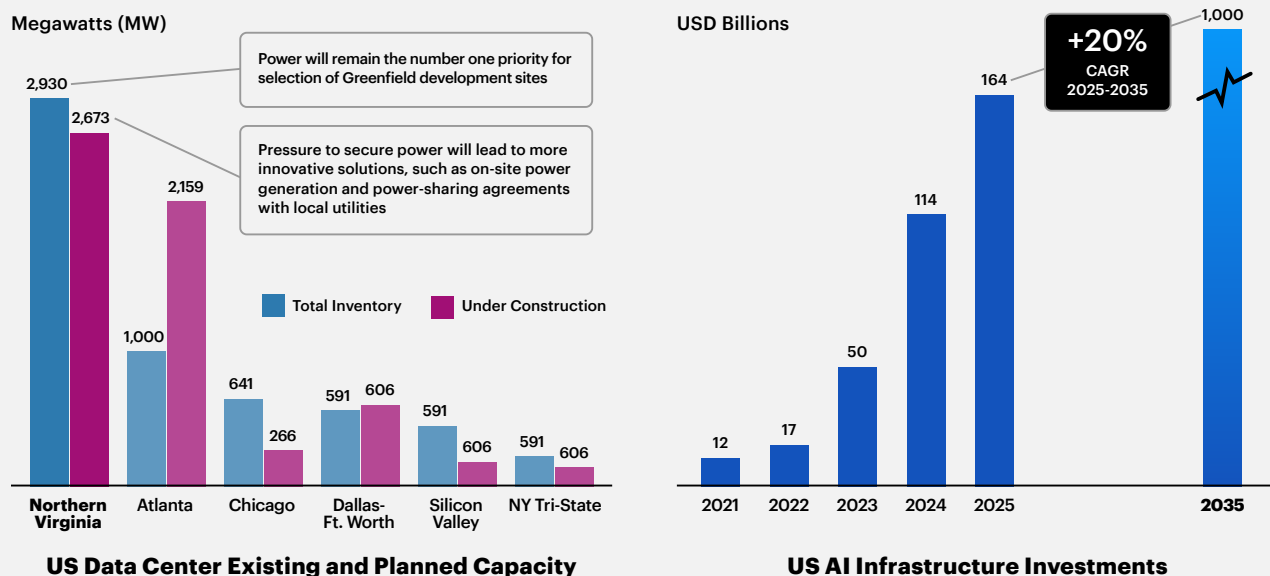 Megawatts (MW)
Power will remain the number one priority for
selection of Greenfield development sites
2,930
2,673
Pressure to secure power will lead to more
innovative solutions, such as on-site power
generation and power-sharing agreements
with local utilities
2,159
Total Inventory
Under Construction
1,000
641
266
591
606
591
606
591
606
Northern
Virginia
Atlanta
Chicago
Dallas-
Ft. Worth
Silicon
Valley
NY Tri-State
US Data Center Existing and Planned Capacity
USD Billions
+20%
CAGR
2025-2035
1,000
164
114
50
17
12
2021
2022
2023
2024
2025
2035
US AI Infrastructure Investments